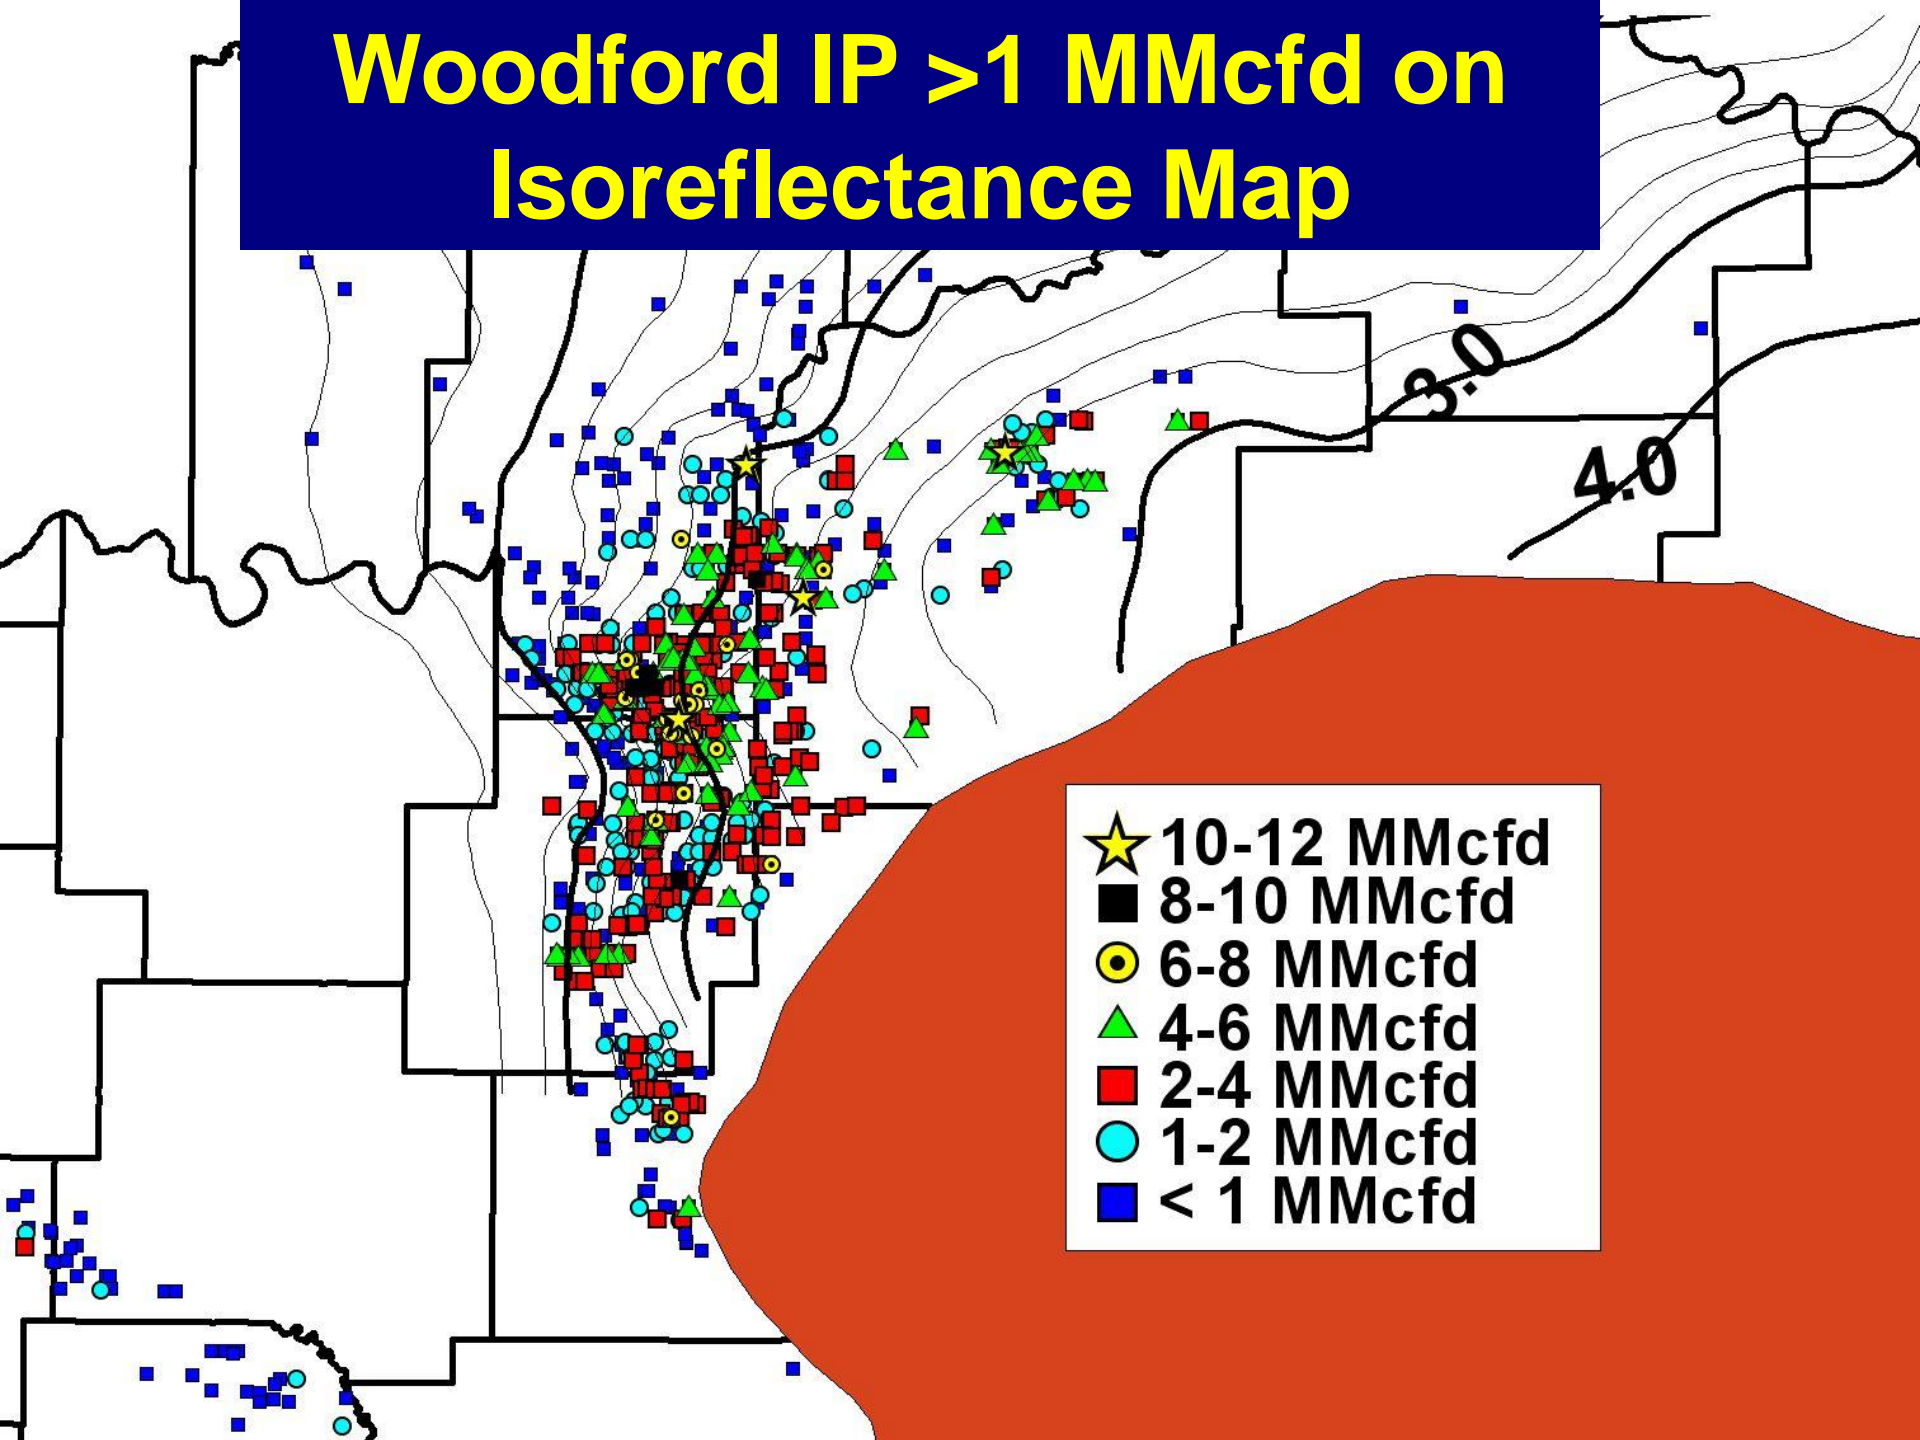 Woodford IP >1 MMcfd on
Isoreflectance Map
3.0
4.0
10-12 MMcfd
8-10 MMcfd
6-8 MMcfd
4-6 MMcfd
2-4 MMcfd
1-2 MMcfd
< 1 MMcfd